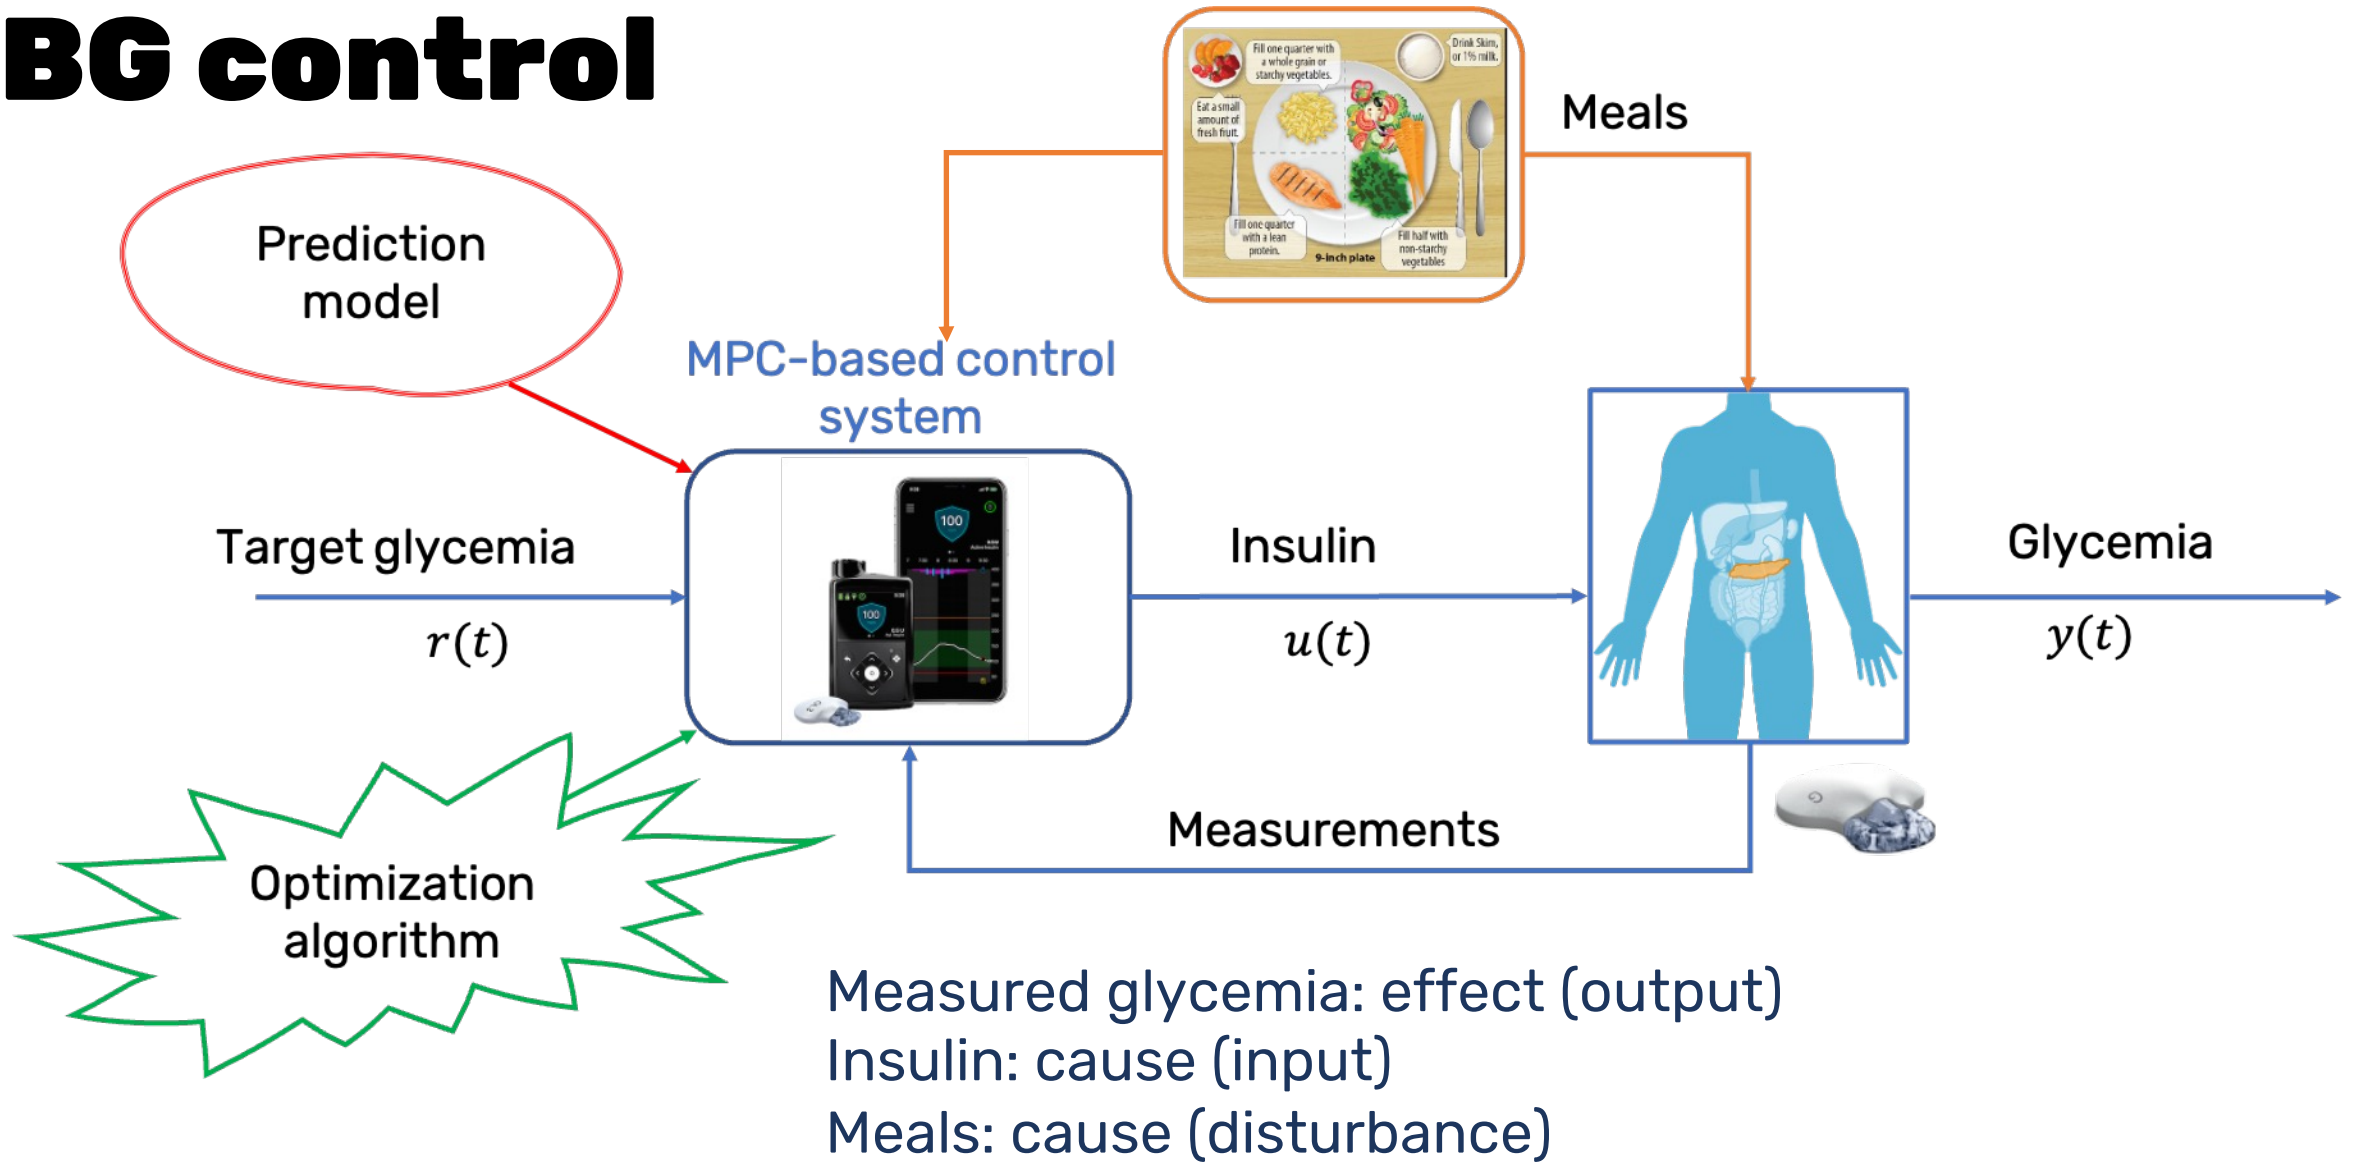 BG control
Fill one quarter with
a whole grain or
starchy vegetables.
Drink Skim,
or 1% milk.
Eat a small
amount of
fresh fruit.
Fill one quarter
with a lean
protein.
9-inch plate
Fill half with
non-starchy
vegetables
Meals
Prediction
model
MPC-based control
system
Target glycemia
r(t)
100
100
Insulin
u(t)
Glycemia
y(t)
Measurements
Optimization
algorithm
Measured glycemia: effect (output)
Insulin: cause (input)
Meals: cause (disturbance)